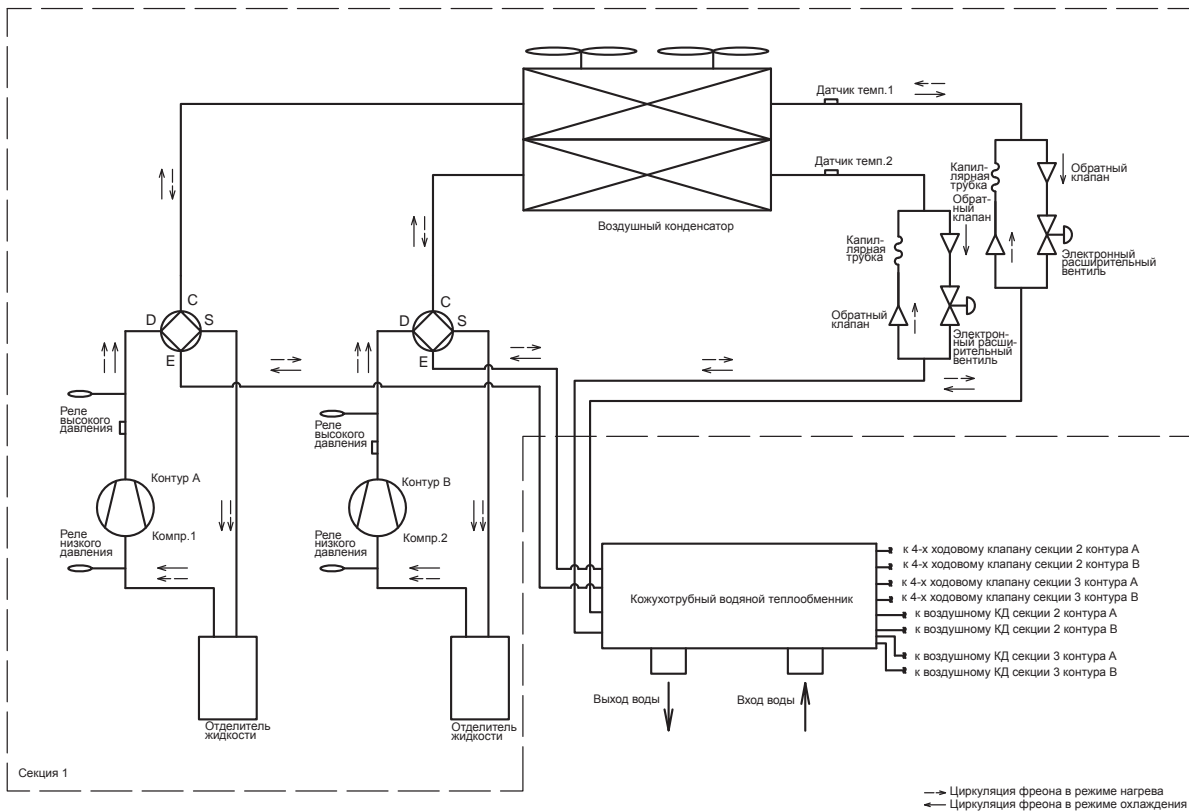 Датчик темп.1
Датчик темп.2
Воздушный конденсатор
Капил-
лярная
трубка
Обратный
клапан
Обрат-
ный
клапан
Электронный
расширительный
вентиль
Капил-
лярная
трубка
Обратный
клапан
Электрон-
ный расши-
рительный
вентиль
C
D
S
E
C
D
S
E
Реле
высокого
давления
Контур А
Реле
низкого
давления
Компр.1
Реле
высокого
давления
Контур В
Реле
низкого
давления
Компр.2
Отделитель
жидкости
Отделитель
жидкости
Кожухотрубный водяной теплообменник
к 4-х ходовому клапану секции 2 контура А
к 4-х ходовому клапану секции 2 контура В
к 4-х ходовому клапану секции 3 контура А
к 4-х ходовому клапану секции 3 контура В
к воздушному КД секции 2 контура А
к воздушному КД секции 2 контура В
к воздушному КД секции 3 контура А
к воздушному КД секции 3 контура В
Выход воды
Вход воды
Секция 1
Циркуляция фреона в режиме нагрева
Циркуляция фреона в режиме охлаждения